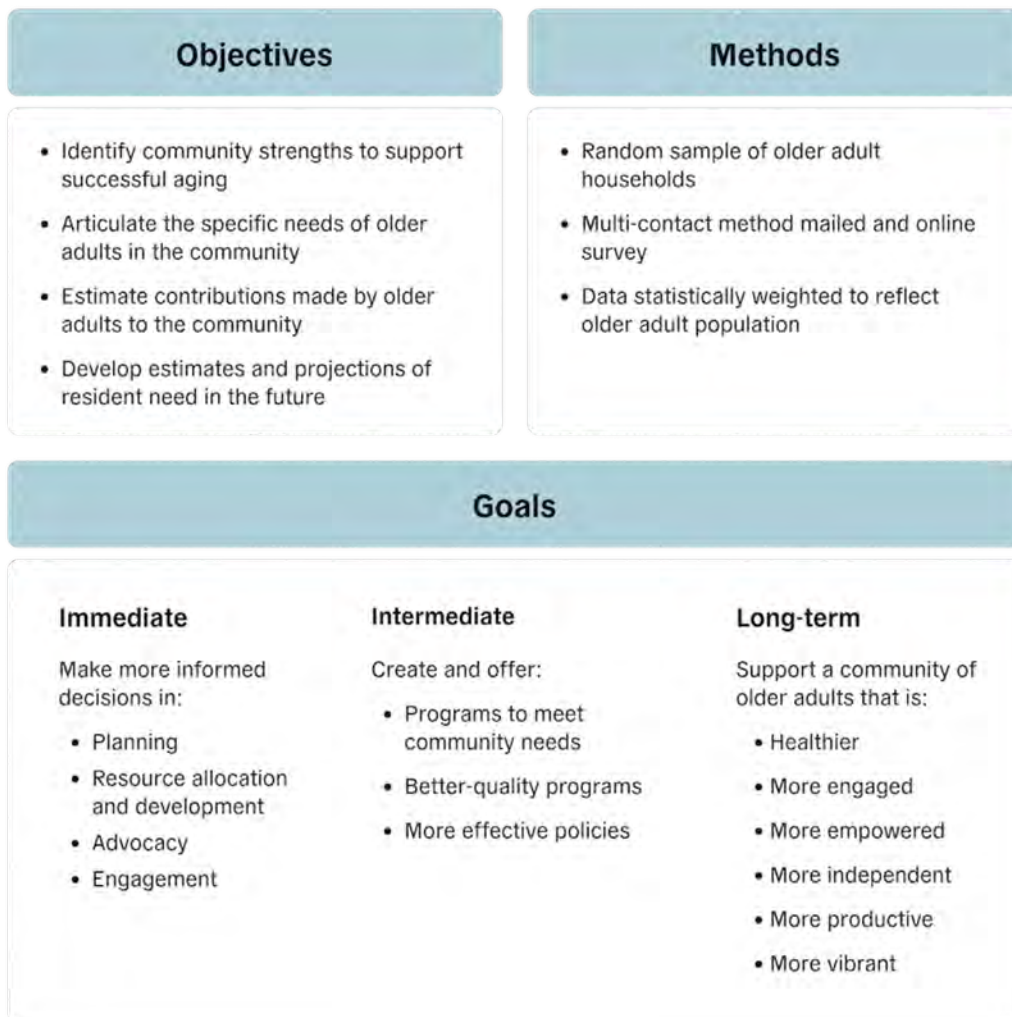 Objectives
• Identify community strengths to support
successful aging
• Articulate the specific needs of older
adults in the community
• Estimate contributions made by older
adults to the community
• Develop estimates and projections of
resident need in the future
Methods
• Random sample of older adult
households
• Multi-contact method mailed and online
survey
• Data statistically weighted to reflect
older adult population
Goals
Immediate
Make more informed
decisions in:
• Planning
• Resource allocation
and development
• Advocacy
• Engagement
Intermediate
Create and offer:
• Programs to meet
community needs
• Better-quality programs
• More effective policies
Long-term
Support a community of
older adults that is:
• Healthier
• More engaged
• More empowered
• More independent
• More productive
• More vibrant